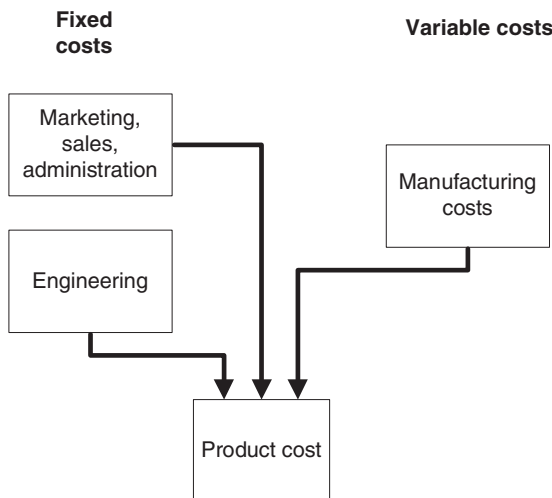 Fixed
costs
Variable costs
Marketing,
sales,
administration
Manufacturing
costs
Engineering
Product cost